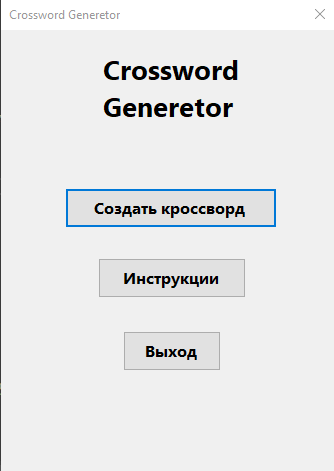 Crossword Generetor
Crossword
Generetor
Создать кроссворд
Инструкции
Выход